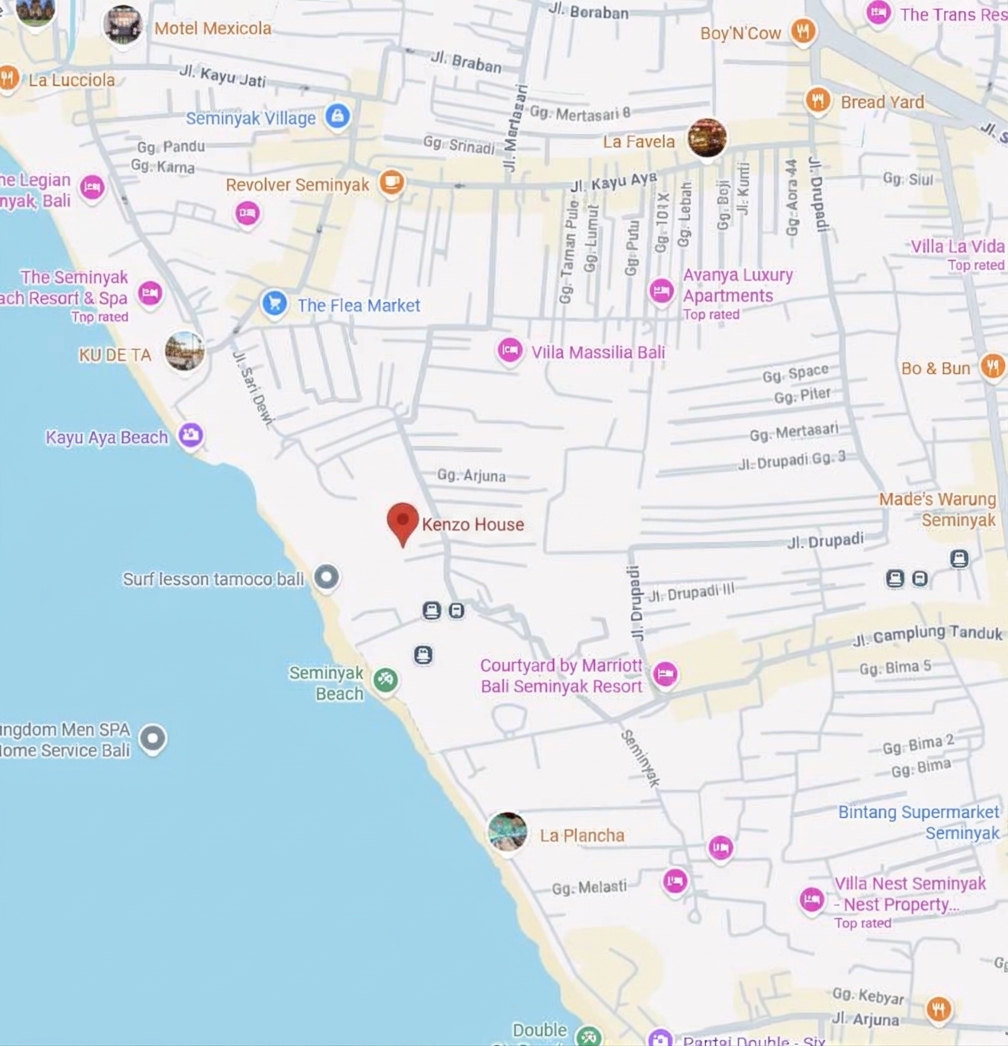 Jl. Beraban
The Trans Res
Motel Mexicola
Boy'N'Cow
Jl. Braban
La Lucciola
Jl. Kayu Jati
Bread Yard
Seminyak Village
Gg. Mertasari 8
Jl. Mertasari
La Favela
Jl. S
Gg. Pandu
Gg. Srinadi
Gg. Karna
Revolver Seminyak
Jl. Kayu Aya
he Legian
nyak, Bali
Gg. Siul
Gg. Taman Pule
Gg. Lumut
Gg. Putu
Gg. 101X
Gg. Lebah
Gg. Boji
Jl. Kunti
Gg. Aora 44
Jl. Drupadi
Villa La Vida
Top rated
The Seminyak
ach Resort & Spa
Top rated
Avanya Luxury
Apartments
Top rated
The Flea Market
KU DE TA
Villa Massilia Bali
Jl. Sari Dewi
Gg. Space
Gg. Piter
Bo & Bun
Kayu Aya Beach
Gg. Mertasari
Jl. Drupadi Gg. 3
Gg. Arjuna
Made's Warung
Seminyak
Kenzo House
Jl. Drupadi
Surf lesson tamoco bali
Jl. Drupadi
Jl. Drupadi III
Jl. Camplung Tanduk
Courtyard by Marriott
Bali Seminyak Resort
Gg. Bima 5
Seminyak
Beach
ingdom Men SPA
Home Service Bali
Seminyak
Gg. Bima 2
Gg. Bima
Bintang Supermarket
Seminyak
La Plancha
Gg. Melasti
Villa Nest Seminyak
- Nest Property...
Top rated
Gg
Gg. Kebyar
Jl. Arjuna
Double
Pantai Double - Six